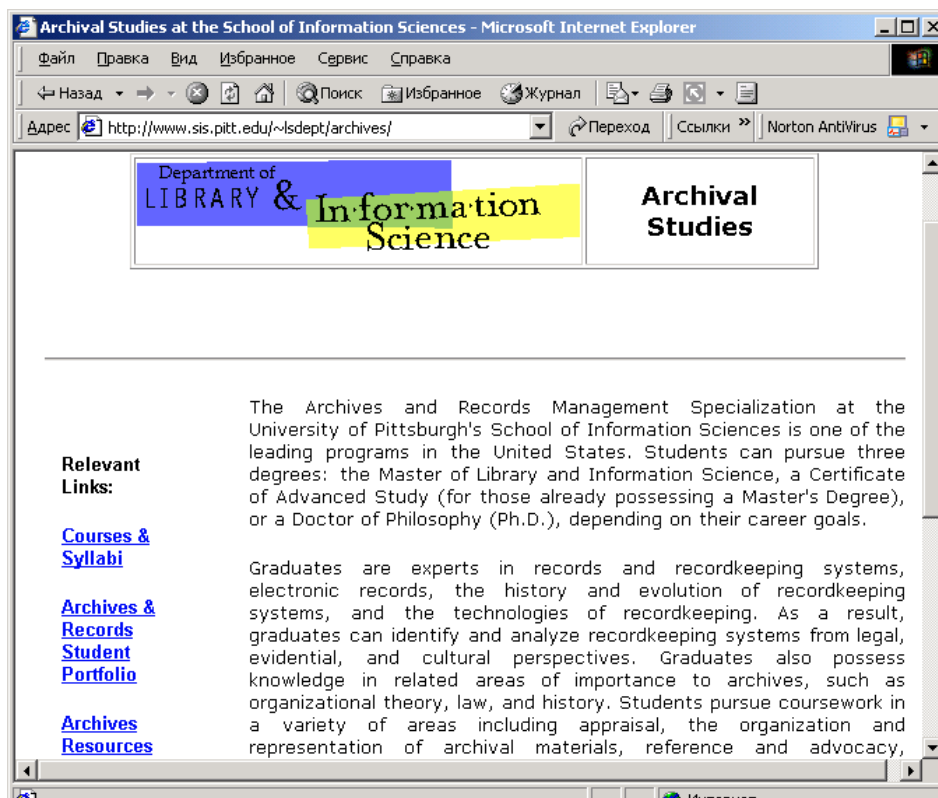 Archival Studies at the School of Information Sciences - Microsoft Internet Explorer
Файл Правка Вид Избранное Сервис Справка
Назад Поиск Избранное Журнал
Адрес http://www.sis.pitt.edu/~lsdept/archives/ Переход Ссылки » Norton AntiVirus
Department of
LIBRARY &
In·for·ma·tion
Science
Archival
Studies
Relevant
Links:
Courses &
Syllabi
Archives &
Records
Student
Portfolio
Archives
Resources
The Archives and Records Management Specialization at the
University of Pittsburgh's School of Information Sciences is one of the
leading programs in the United States. Students can pursue three
degrees: the Master of Library and Information Science, a Certificate
of Advanced Study (for those already possessing a Master's Degree),
or a Doctor of Philosophy (Ph.D.), depending on their career goals.
Graduates are experts in records and recordkeeping systems,
electronic records, the history and evolution of recordkeeping
systems, and the technologies of recordkeeping. As a result,
graduates can identify and analyze recordkeeping systems from legal,
evidential, and cultural perspectives. Graduates also possess
knowledge in related areas of importance to archives, such as
organizational theory, law, and history. Students pursue coursework in
a variety of areas including appraisal, the organization and
representation of archival materials, reference and advocacy,